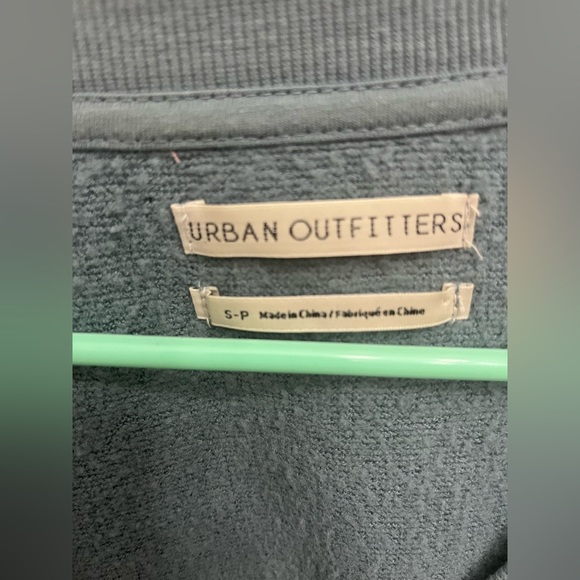 URBAN OUTFITTERS
S-P Made in China / Fabriqué en Chine